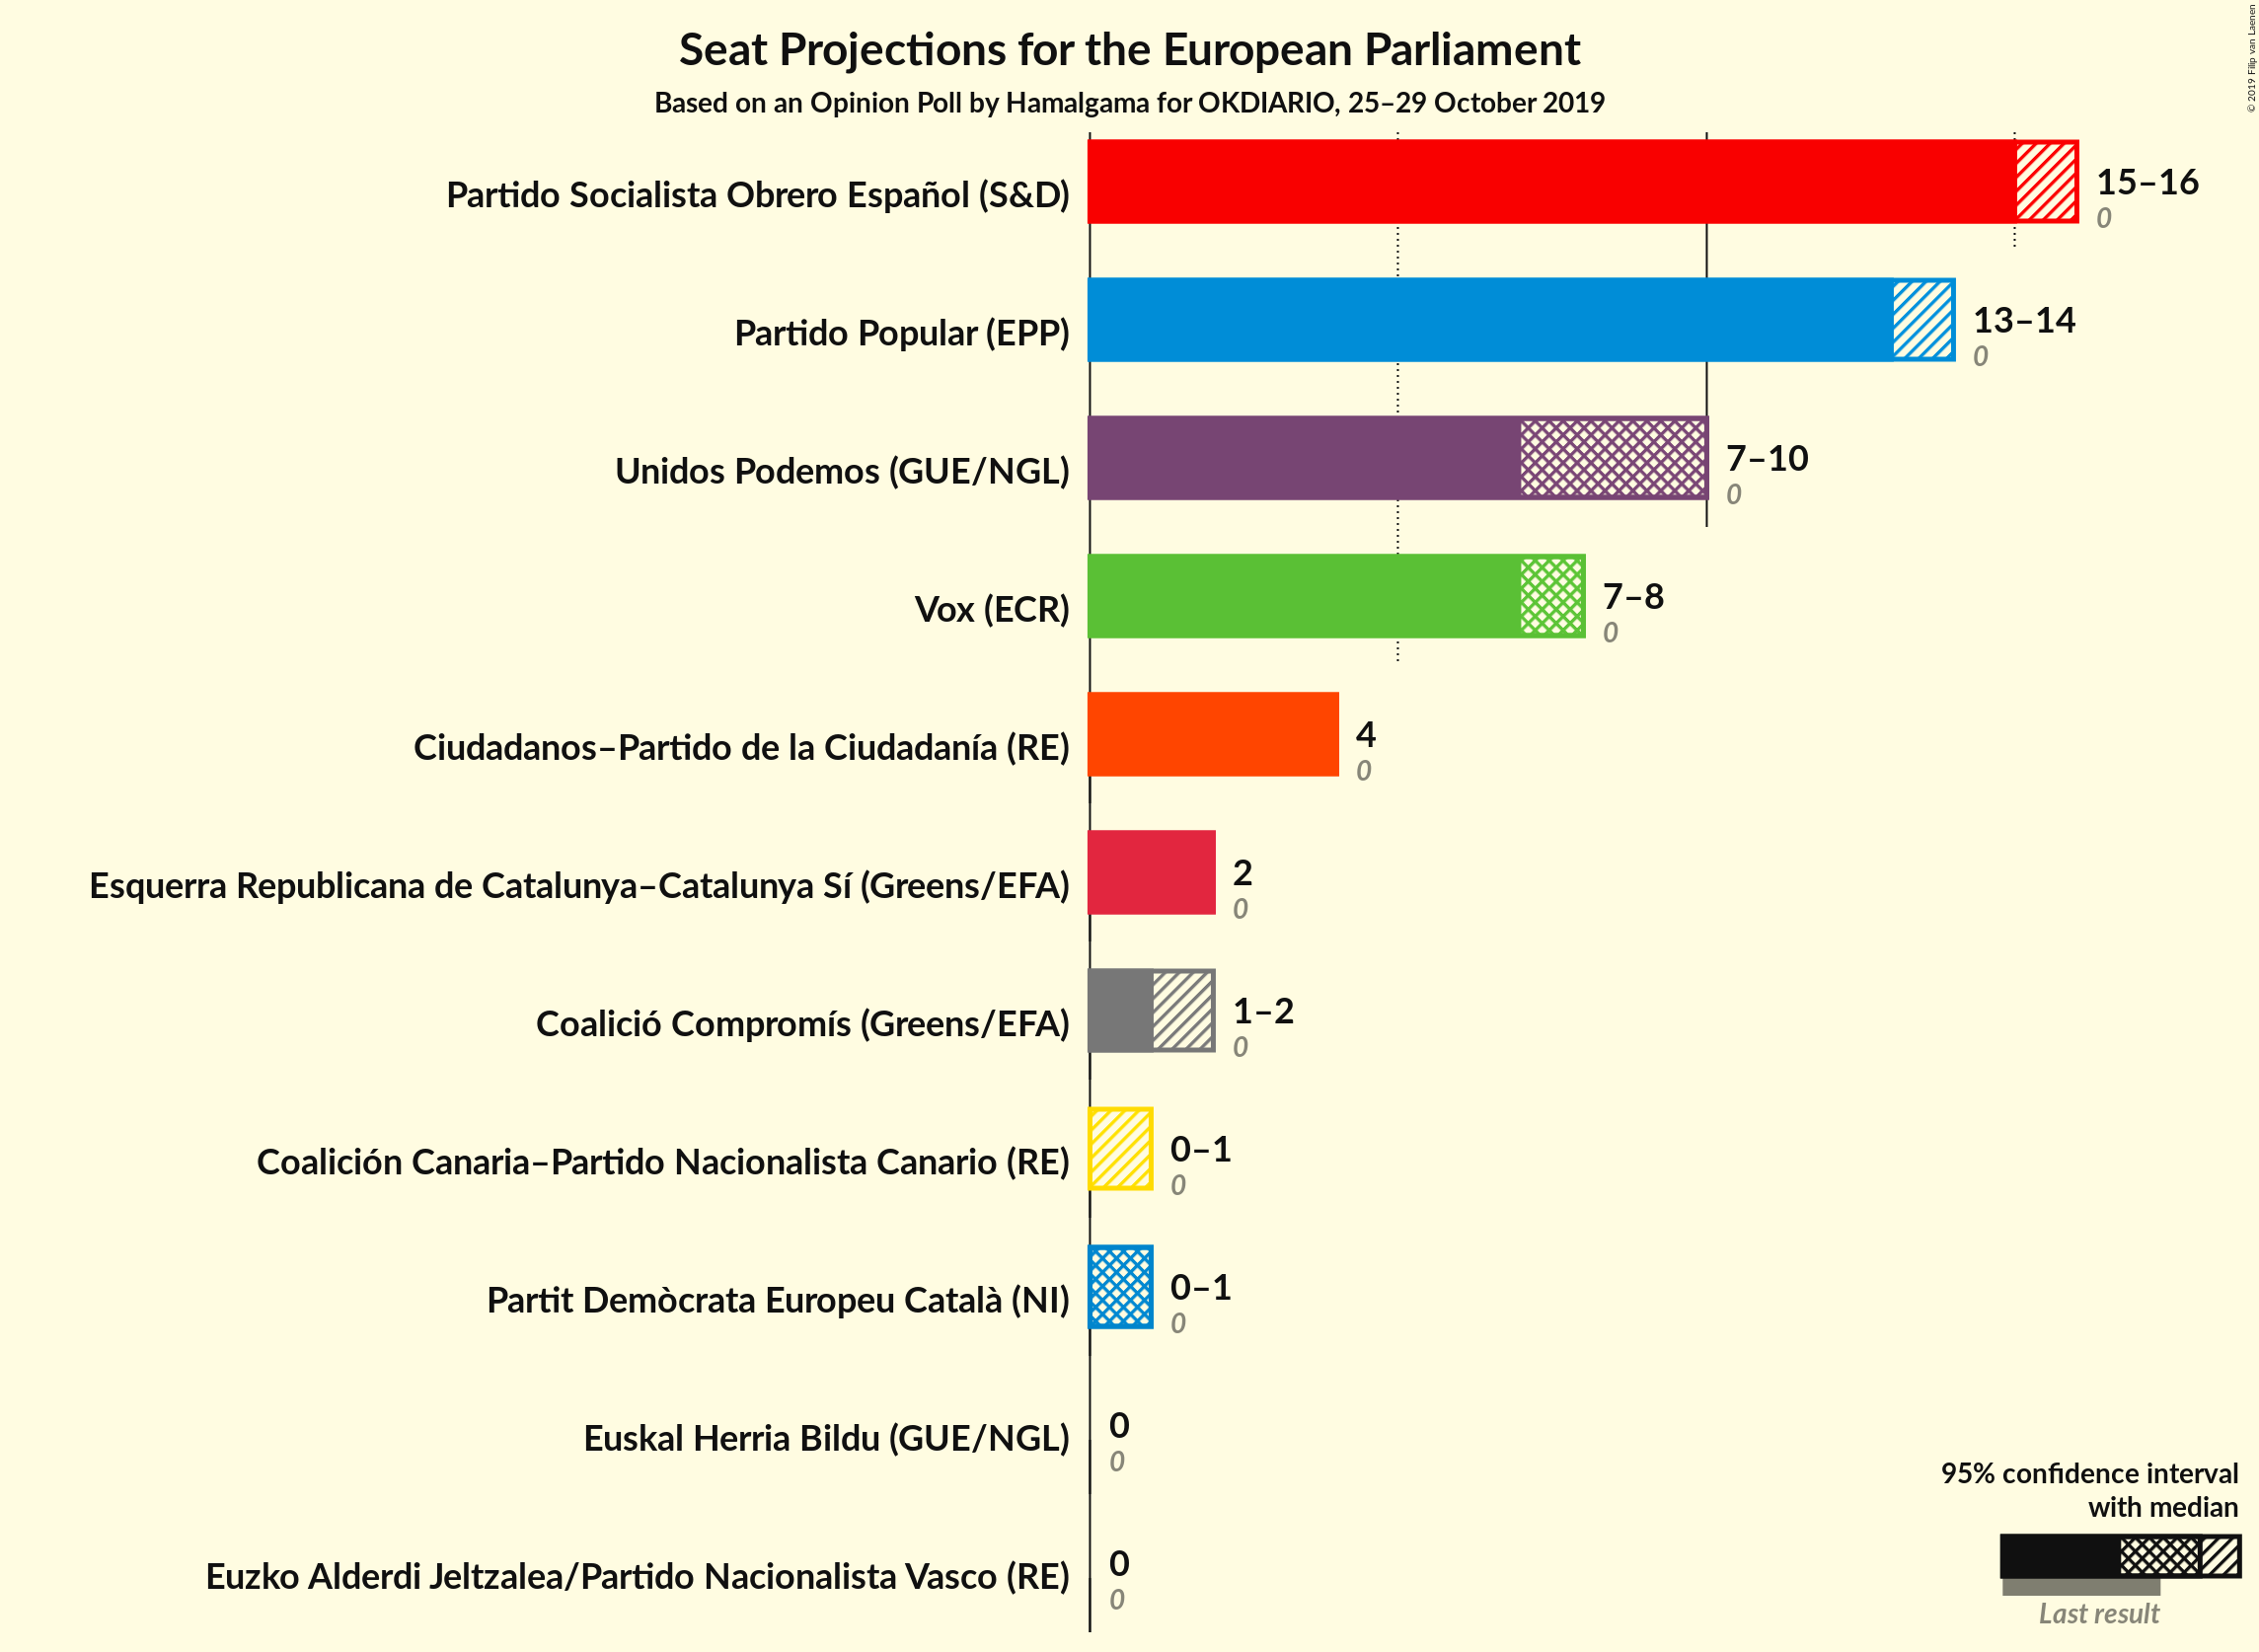 Seat Projections for the European Parliament
Based on an Opinion Poll by Hamalgama for OKDIARIO, 25–29 October 2019
© 2019 Filip van Laenen
Partido Socialista Obrero Español (S&D)
15–16
0
Partido Popular (EPP)
13–14
0
Unidos Podemos (GUE/NGL)
7–10
0
Vox (ECR)
7–8
0
Ciudadanos–Partido de la Ciudadanía (RE)
4
0
Esquerra Republicana de Catalunya–Catalunya Sí (Greens/EFA)
2
0
Coalició Compromís (Greens/EFA)
1–2
0
Coalición Canaria–Partido Nacionalista Canario (RE)
0–1
0
Partit Demòcrata Europeu Català (NI)
0–1
0
Euskal Herria Bildu (GUE/NGL)
0
0
Euzko Alderdi Jeltzalea/Partido Nacionalista Vasco (RE)
0
0
95% confidence interval
with median
Last result